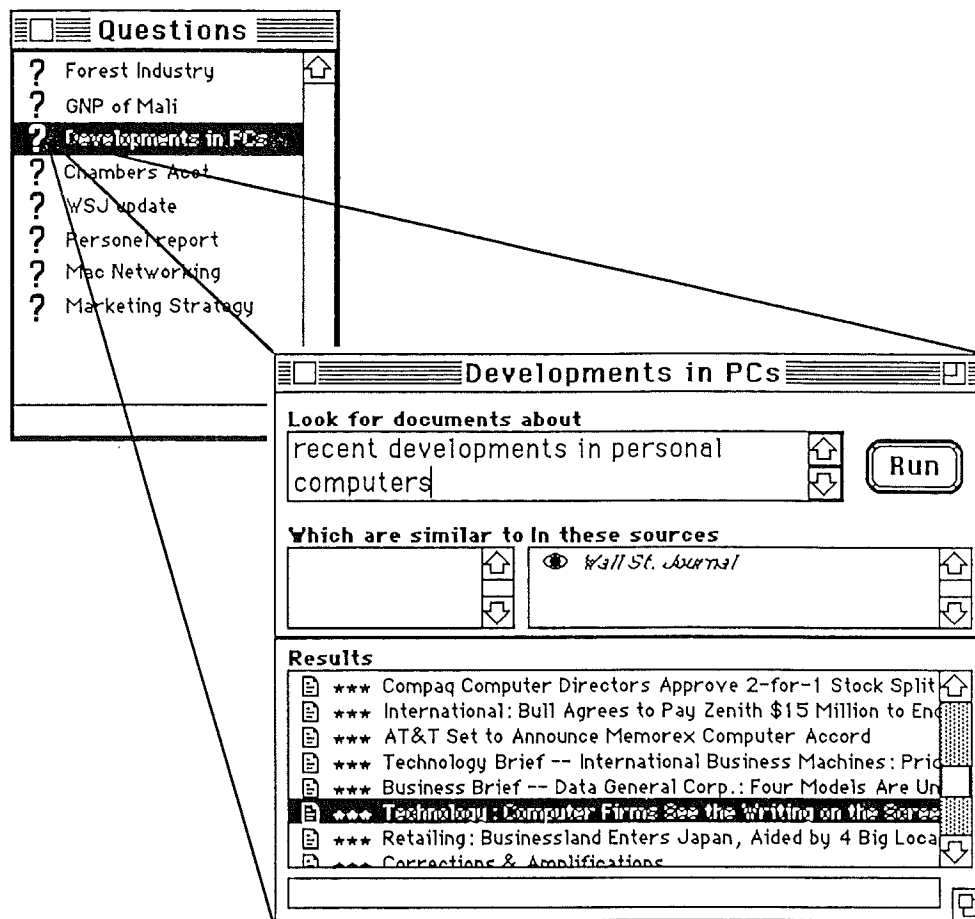 Questions
? Forest Industry
? GNP of Mali
? Developments in PCs
? Chambers Acct
? WSJ update
? Personel report
? Mac Networking
? Marketing Strategy
Developments in PCs
Look for documents about
recent developments in personal
computers
Run
Which are similar to In these sources
Wall St. Journal
Results
*** Compaq Computer Directors Approve 2-for-1 Stock Split
*** International: Bull Agrees to Pay Zenith $15 Million to End
*** AT&T Set to Announce Memorex Computer Accord
*** Technology Brief -- International Business Machines: Pric
*** Business Brief -- Data General Corp.: Four Models Are Un
*** Technology: Computer Firms See the Writing on the Scree
*** Retailing: Businessland Enters Japan, Aided by 4 Big Loca
*** Corrections & Amplifications